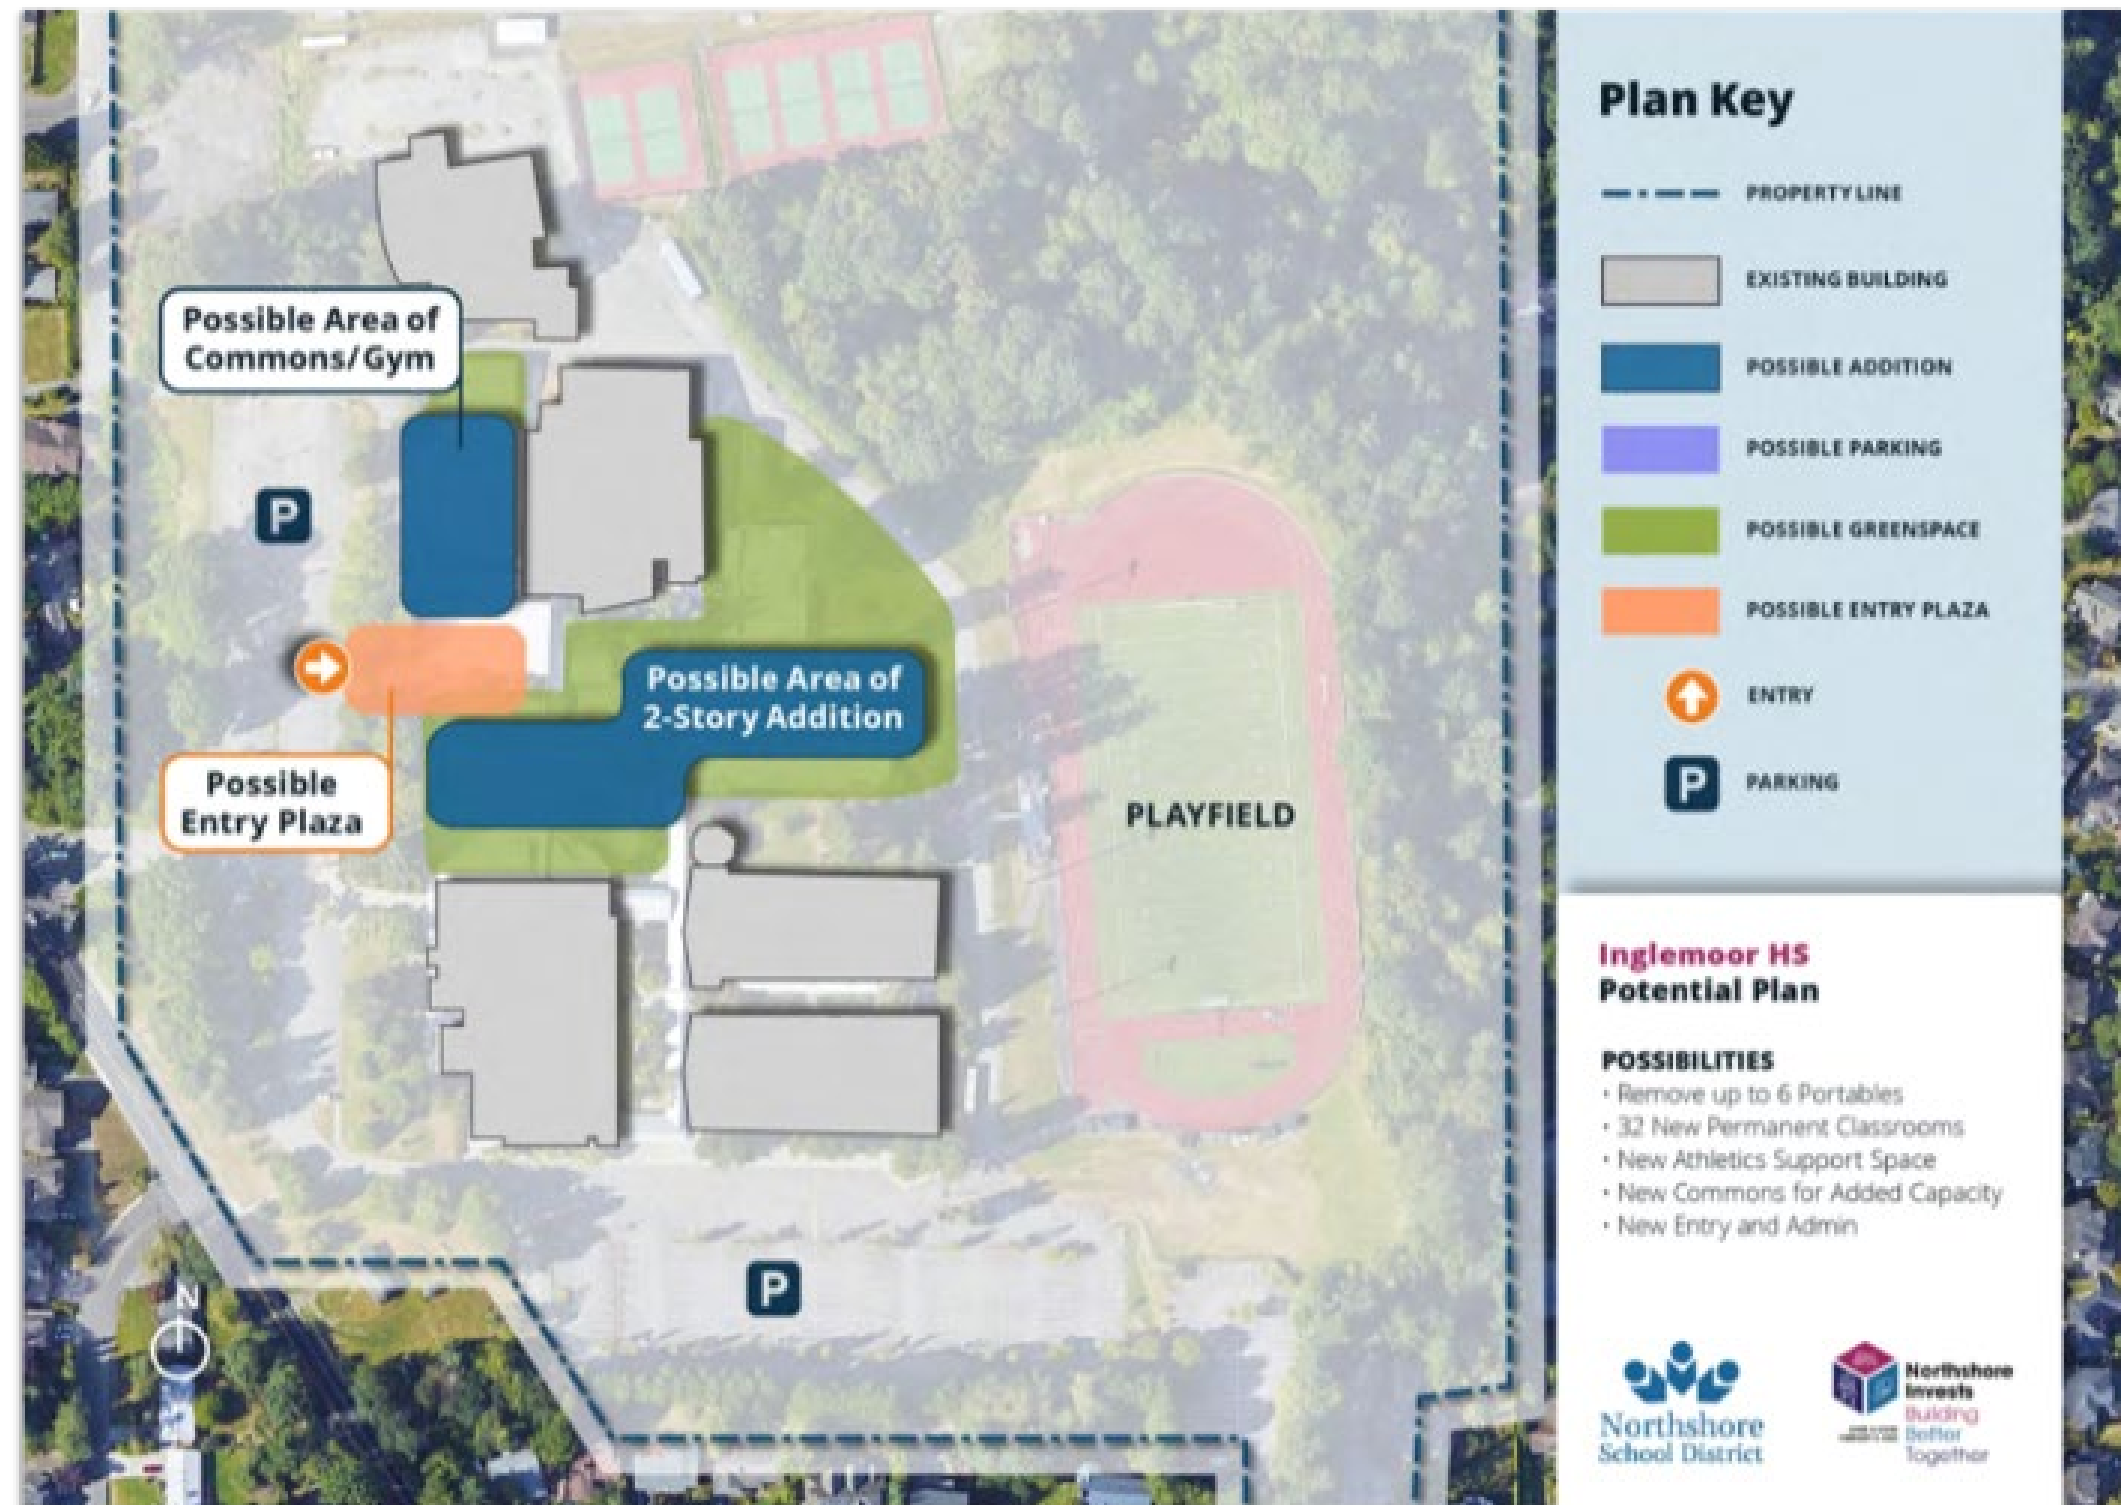 Possible Area of
Commons/Gym
P
Possible Area of
2-Story Addition
Possible
Entry Plaza
PLAYFIELD
P
N
Plan Key
PROPERTY LINE
EXISTING BUILDING
POSSIBLE ADDITION
POSSIBLE PARKING
POSSIBLE GREENSPACE
POSSIBLE ENTRY PLAZA
ENTRY
P
PARKING
Inglemoor HS
Potential Plan
POSSIBILITIES
• Remove up to 6 Portables
• 32 New Permanent Classrooms
• New Athletics Support Space
• New Commons for Added Capacity
• New Entry and Admin
Northshore
School District
Northshore
Invests
Building
Better
Together